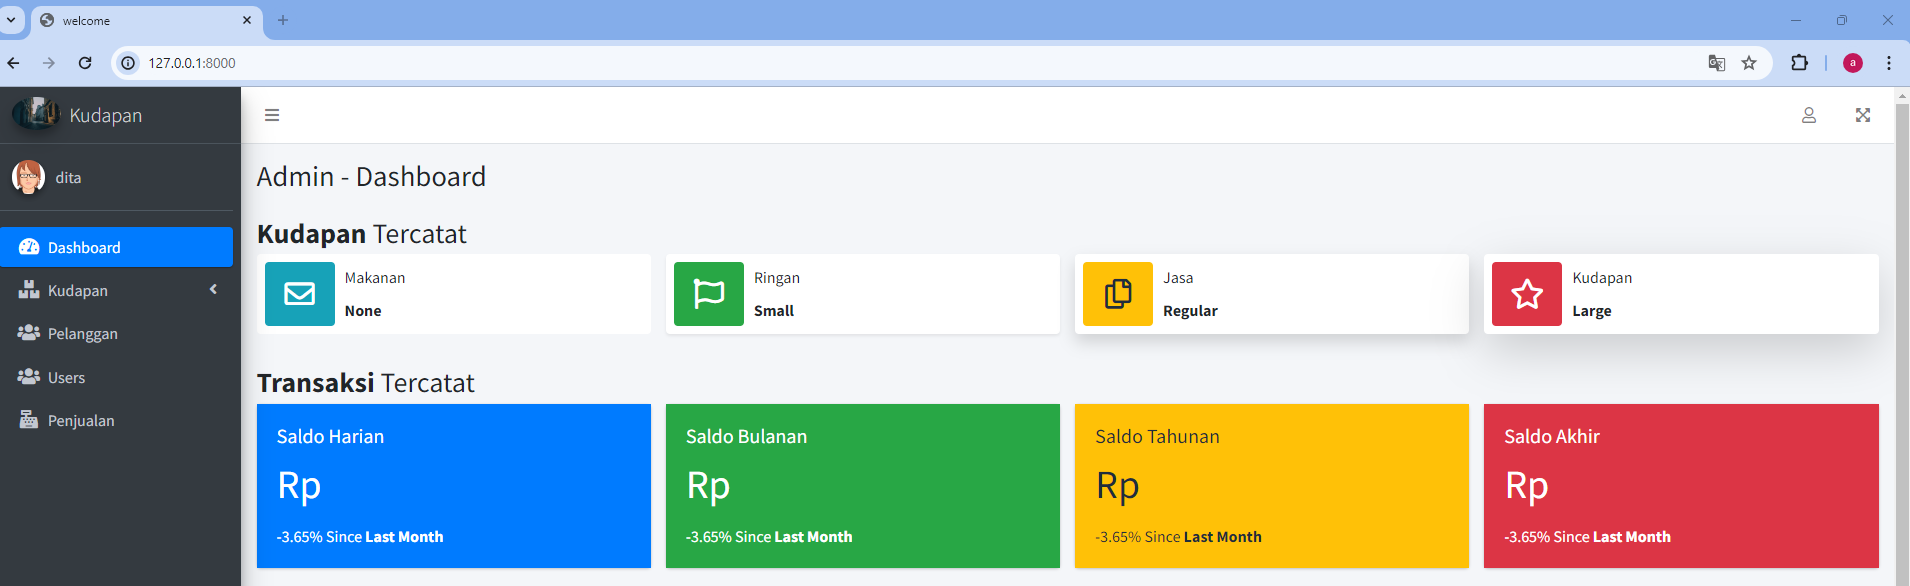 welcome
127.0.0.1:8000
a
Kudapan
dita
Dashboard
Kudapan
Pelanggan
Users
Penjualan
Admin - Dashboard
Kudapan Tercatat
Makanan
None
Ringan
Small
Jasa
Regular
Kudapan
Large
Transaksi Tercatat
Saldo Harian
Rp
-3.65% Since Last Month
Saldo Bulanan
Rp
-3.65% Since Last Month
Saldo Tahunan
Rp
-3.65% Since Last Month
Saldo Akhir
Rp
-3.65% Since Last Month